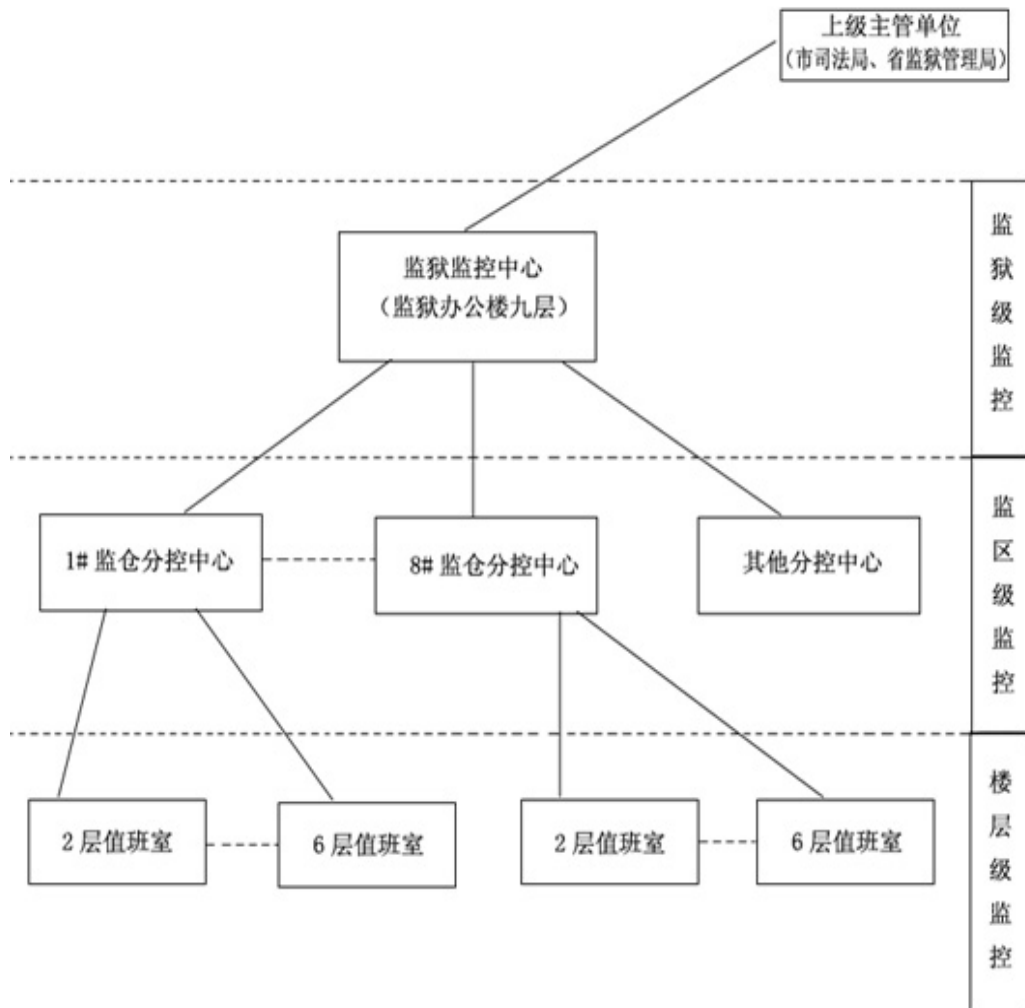 上级主管单位
(市司法局、省监狱管理局)
监狱监控中心
(监狱办公楼九层)
监狱级监控
1#监仓分控中心
8#监仓分控中心
其他分控中心
监区级监控
2层值班室
6层值班室
2层值班室
6层值班室
楼层级监控